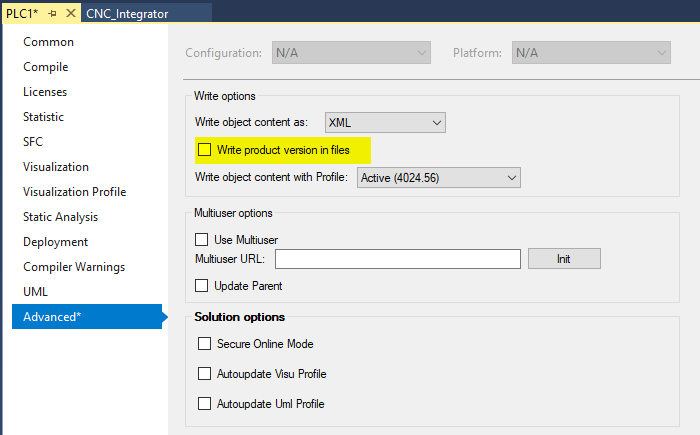 PLC1*
CNC_Integrator
Common
Compile
Licenses
Statistic
SFC
Visualization
Visualization Profile
Static Analysis
Deployment
Compiler Warnings
UML
Advanced*
Configuration: N/A Platform: N/A
Write options
Write object content as: XML
Write product version in files
Write object content with Profile: Active (4024.56)
Multiuser options
Use Multiuser
Multiuser URL: Init
Update Parent
Solution options
Secure Online Mode
Autoupdate Visu Profile
Autoupdate Uml Profile